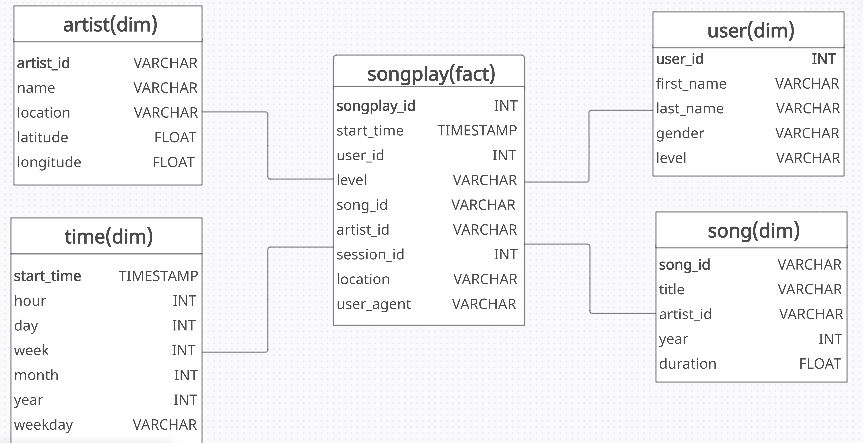 artist(dim)
artist_id VARCHAR
name VARCHAR
location VARCHAR
latitude FLOAT
longitude FLOAT
time(dim)
start_time TIMESTAMP
hour INT
day INT
week INT
month INT
year INT
weekday VARCHAR
songplay(fact)
songplay_id INT
start_time TIMESTAMP
user_id INT
level VARCHAR
song_id VARCHAR
artist_id VARCHAR
session_id INT
location VARCHAR
user_agent VARCHAR
user(dim)
user_id INT
first_name VARCHAR
last_name VARCHAR
gender VARCHAR
level VARCHAR
song(dim)
song_id VARCHAR
title VARCHAR
artist_id VARCHAR
year INT
duration FLOAT